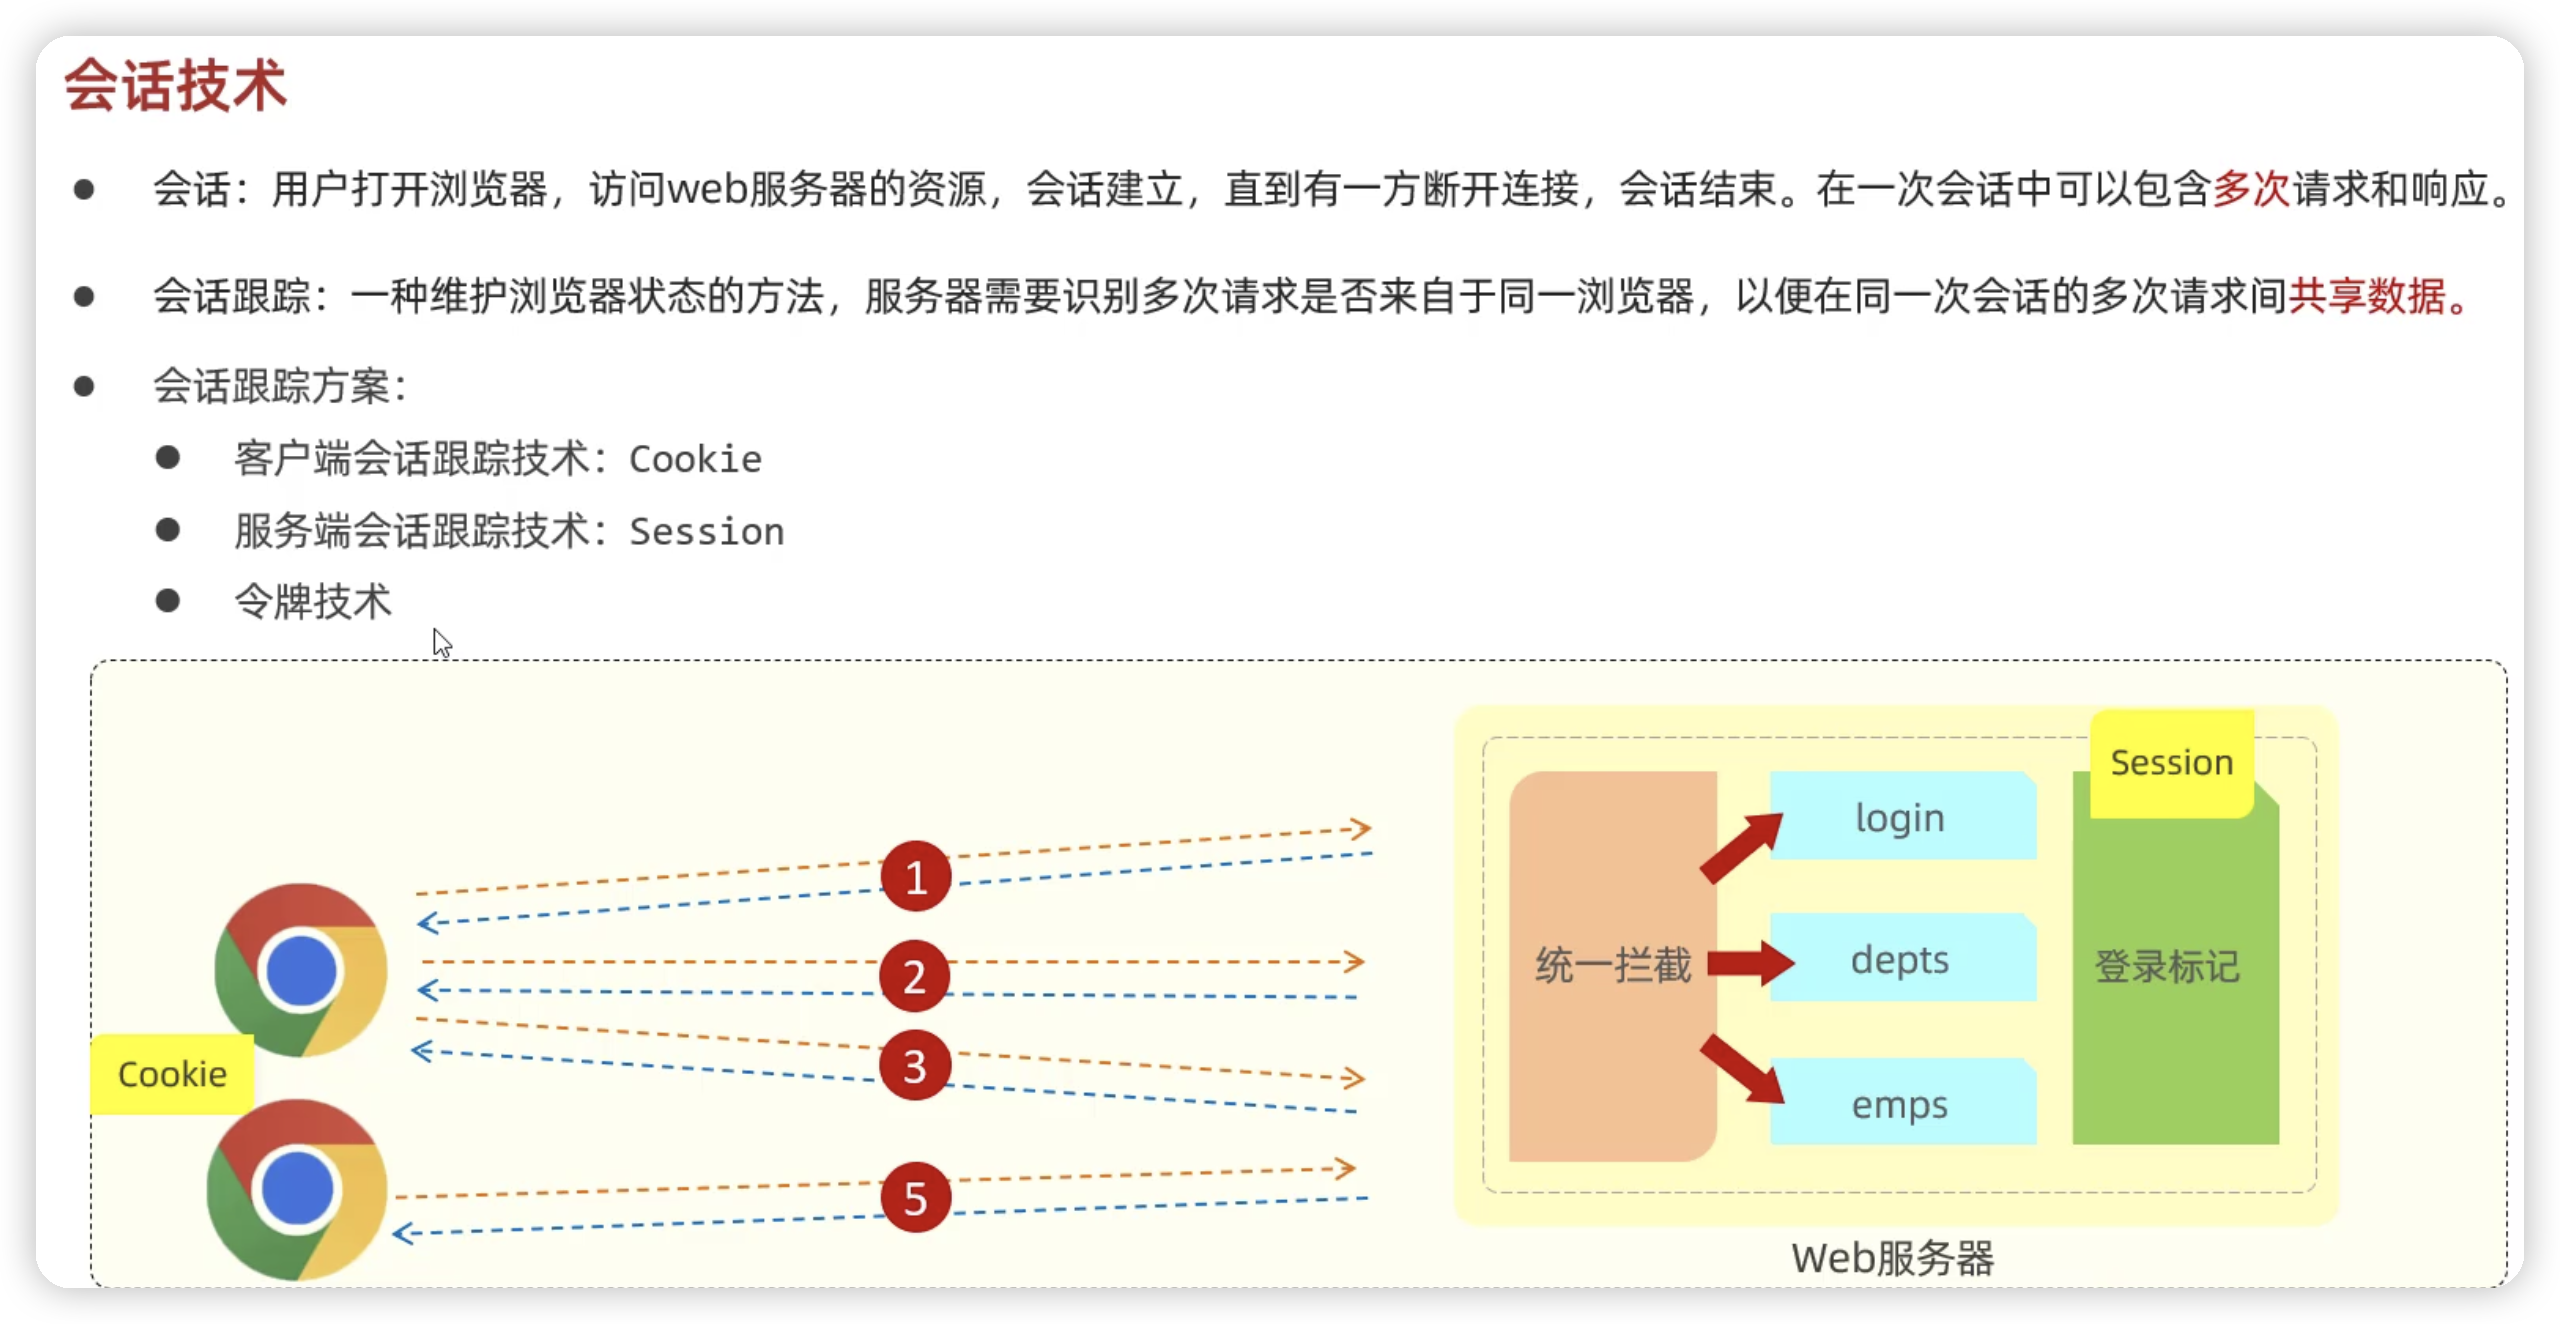 会话技术
会话：用户打开浏览器，访问web服务器的资源，会话建立，直到有一方断开连接，会话结束。在一次会话中可以包含多次请求和响应。
会话跟踪：一种维护浏览器状态的方法，服务器需要识别多次请求是否来自于同一浏览器，以便在同一次会话的多次请求间共享数据。
会话跟踪方案：
客户端会话跟踪技术：Cookie
服务端会话跟踪技术：Session
令牌技术
Session
login
1
统一拦截
depts
登录标记
2
3
Cookie
emps
5
Web服务器